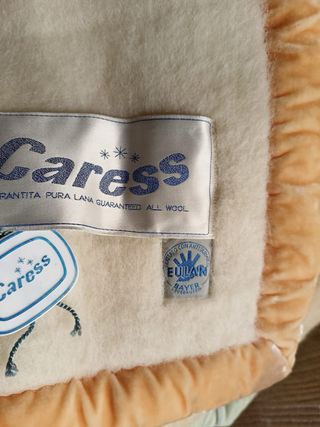 Caress
RANTITA PURA LANA GUARANTEED ALL WOOL
EULAN
BAYER
Caress